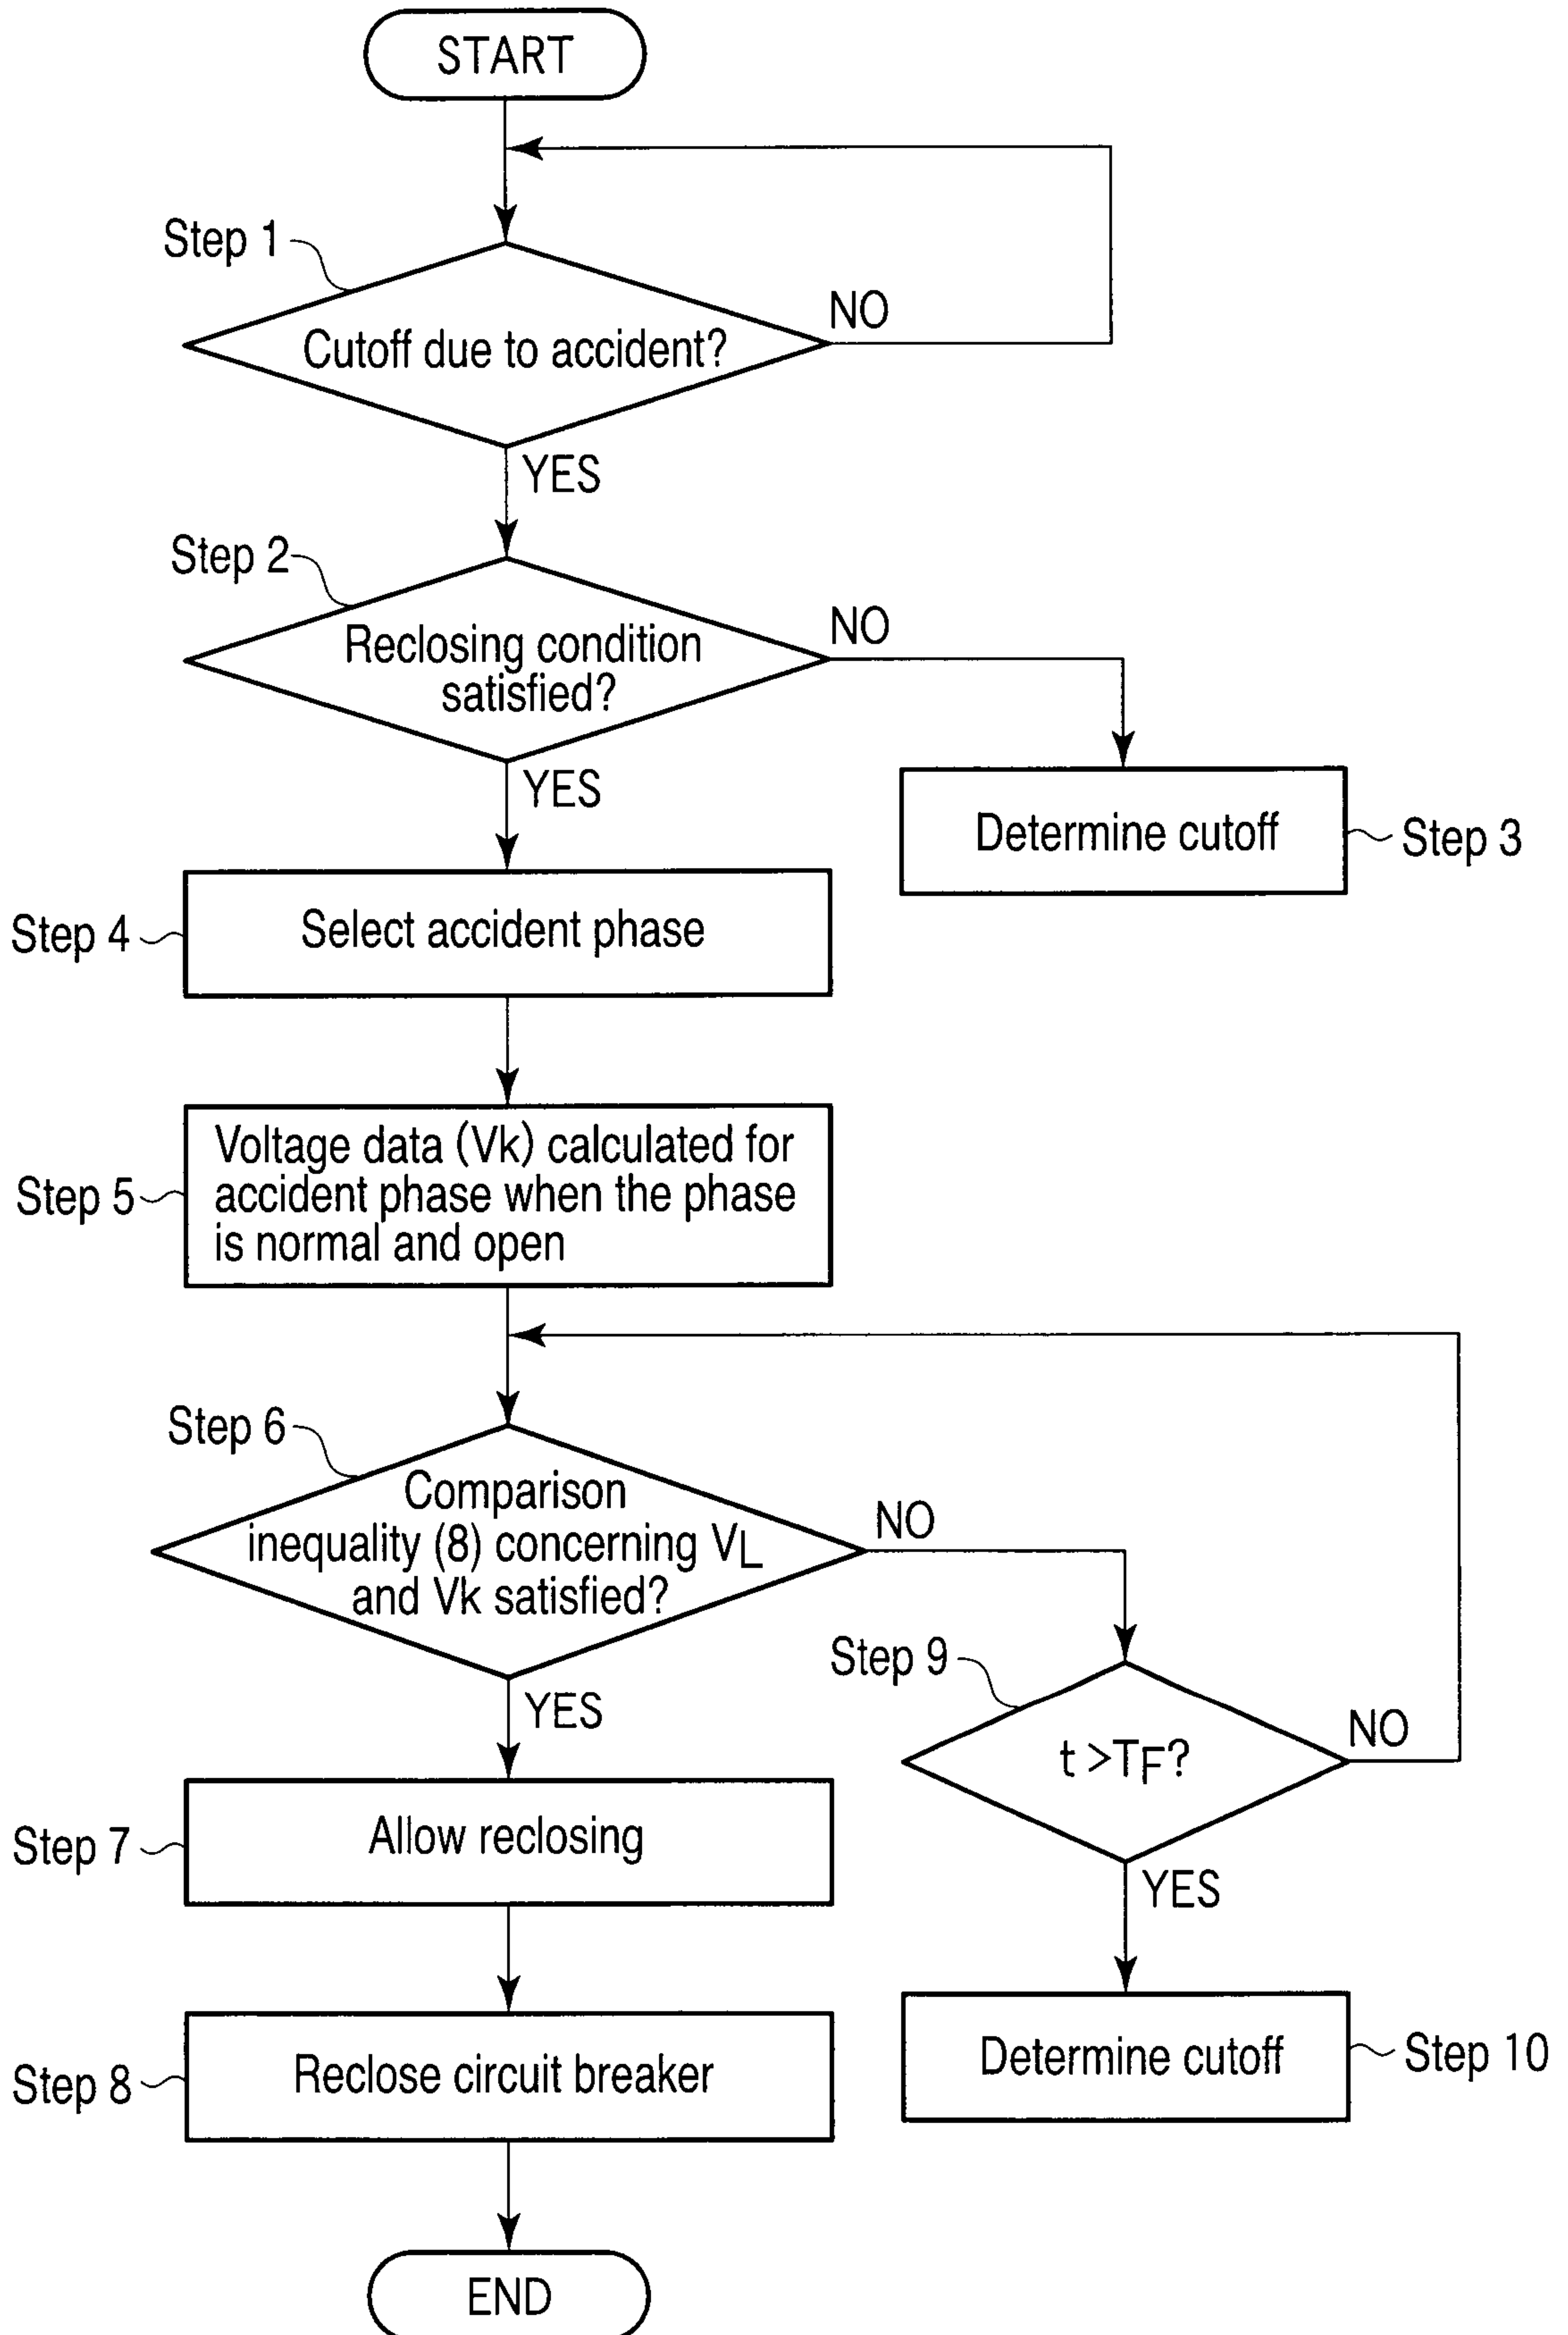 START
Step 1
Cutoff due to accident?
NO
YES
Step 2
Reclosing condition
satisfied?
NO
YES
Determine cutoff
Step 3
Step 4
Select accident phase
Step 5
Voltage data (Vk) calculated for
accident phase when the phase
is normal and open
Step 6
Comparison
inequality (8) concerning VL
and Vk satisfied?
NO
YES
Step 9
t >TF?
NO
YES
Step 7
Allow reclosing
Step 8
Reclose circuit breaker
Determine cutoff
Step 10
END